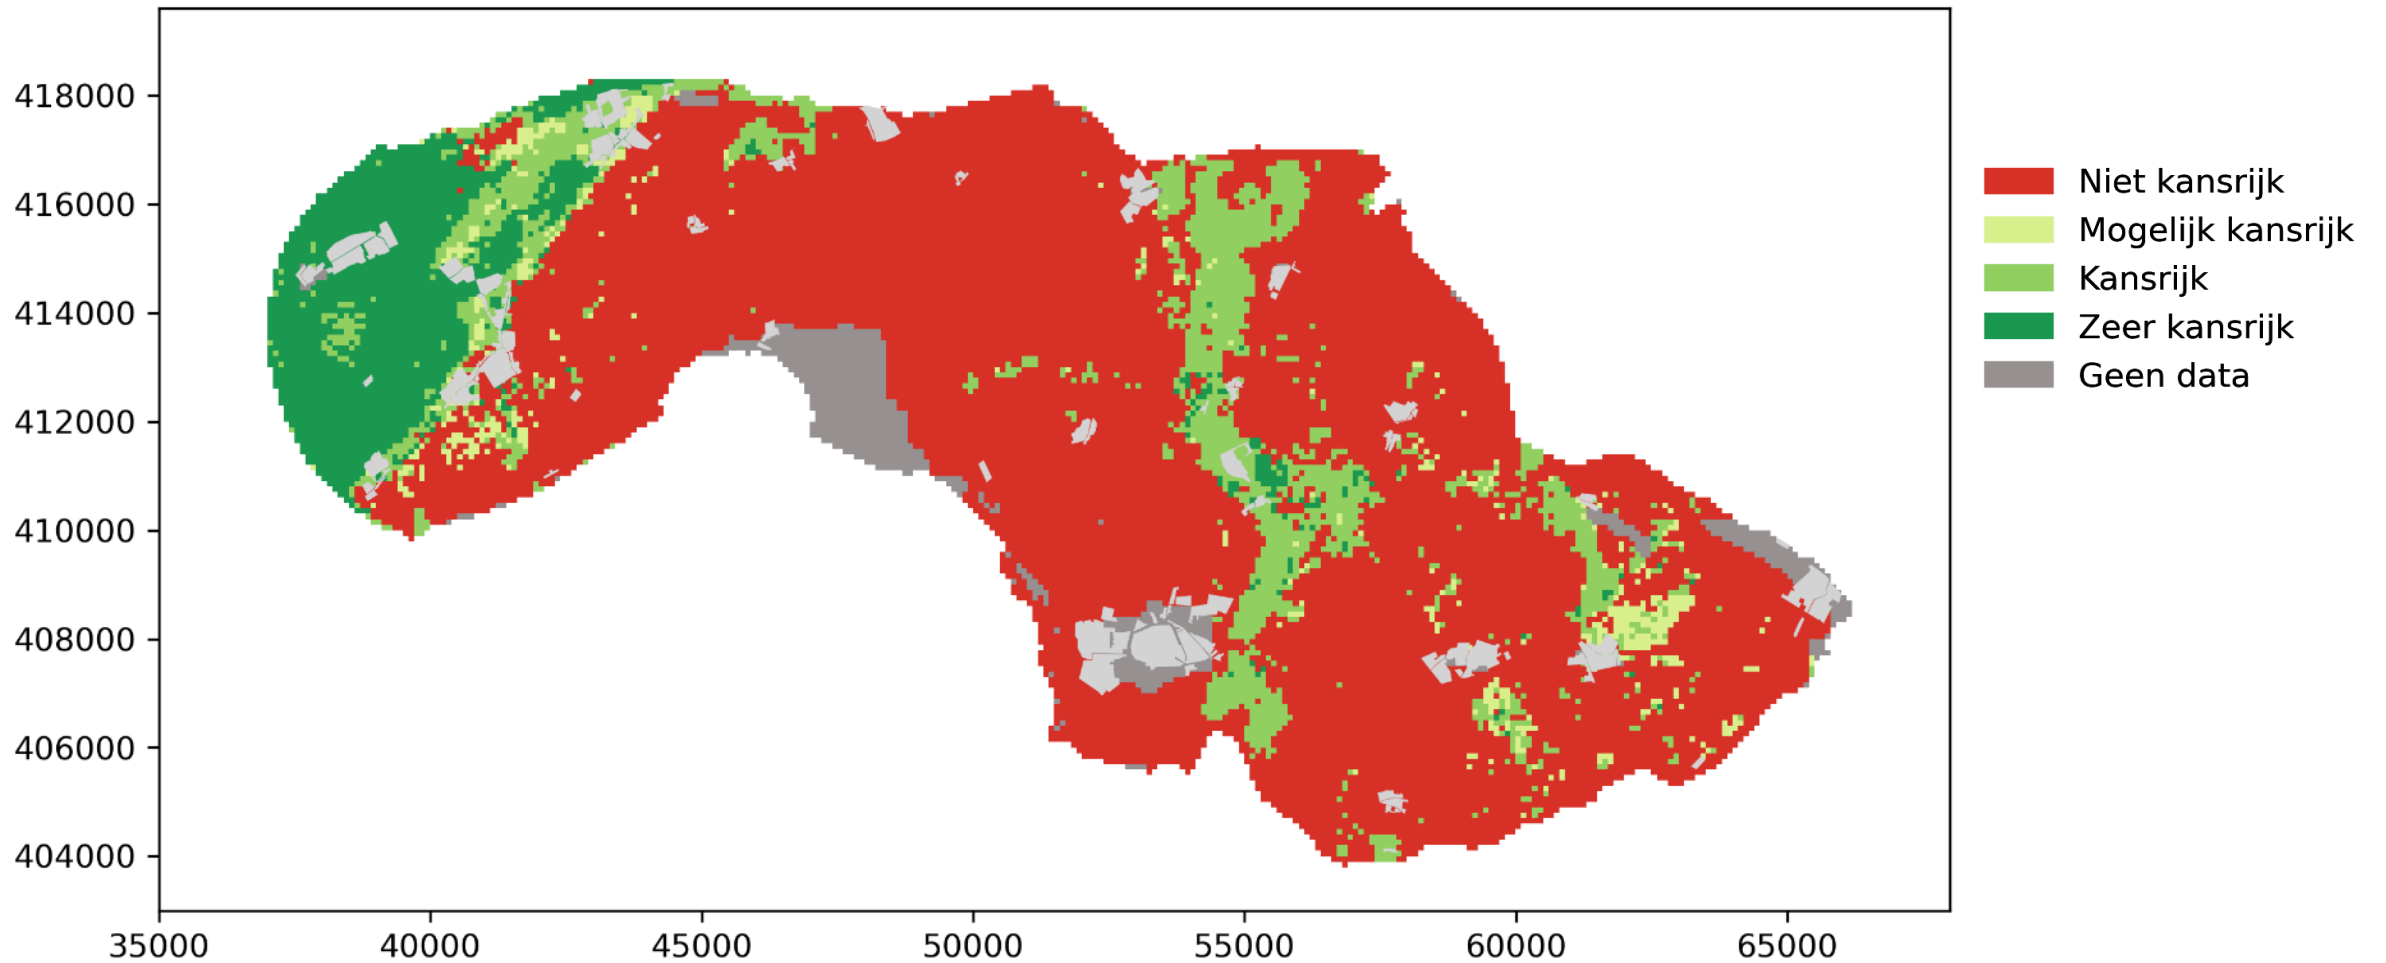 418000
416000
414000
412000
410000
408000
406000
404000
35000 40000 45000 50000 55000 60000 65000
Niet kansrijk
Mogelijk kansrijk
Kansrijk
Zeer kansrijk
Geen data